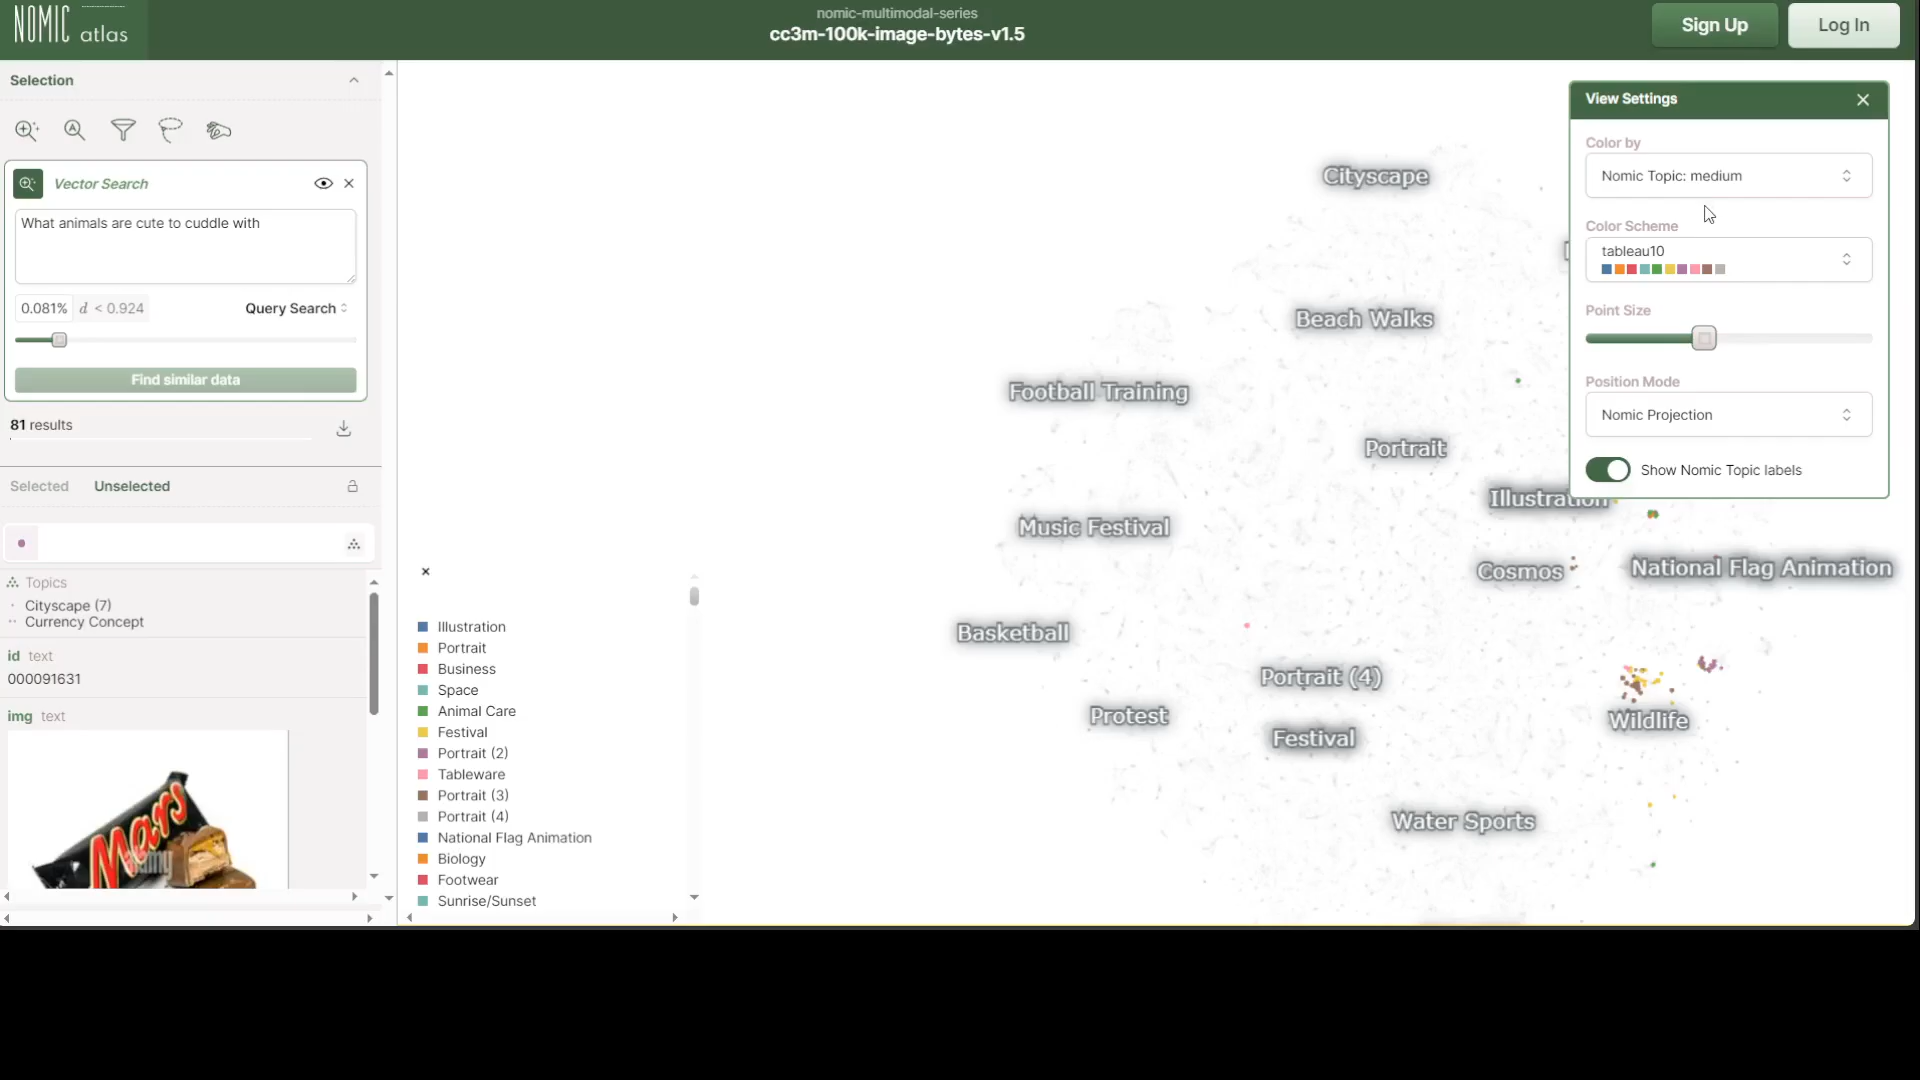 NOMIC atlas
nomic-multimodal-series
cc3m-100k-image-bytes-v1.5
Sign Up
Log In
Selection
Vector Search
What animals are cute to cuddle with
0.081% d < 0.924 Query Search
Find similar data
81 results
Selected Unselected
Topics
Cityscape (7)
Currency Concept
id text
000091631
img text
Mars
alamy
Illustration
Portrait
Business
Space
Animal Care
Festival
Portrait (2)
Tableware
Portrait (3)
Portrait (4)
National Flag Animation
Biology
Footwear
Sunrise/Sunset
Cityscape
Beach Walks
Football Training
Portrait
Illustration
Music Festival
Cosmos
National Flag Animation
Basketball
Portrait (4)
Protest
Festival
Wildlife
Water Sports
View Settings
Color by
Nomic Topic: medium
Color Scheme
tableau10
Point Size
Position Mode
Nomic Projection
Show Nomic Topic labels